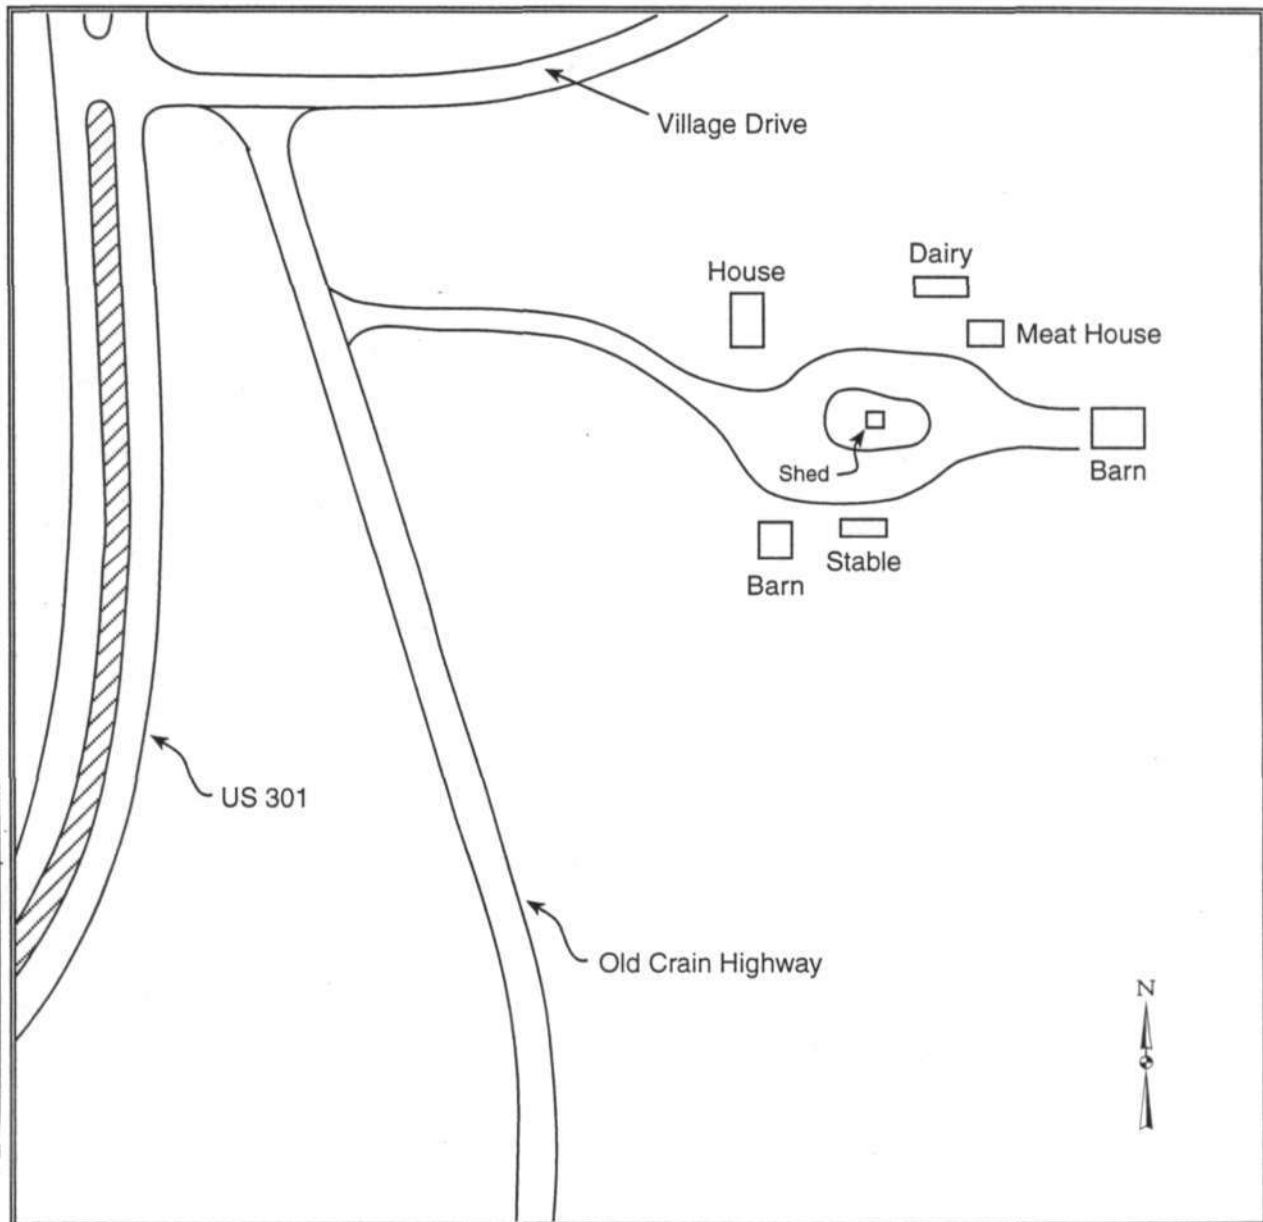 Village Drive
Dairy
House
Meat House
Shed
Barn
Stable
Barn
US 301
Old Crain Highway
N